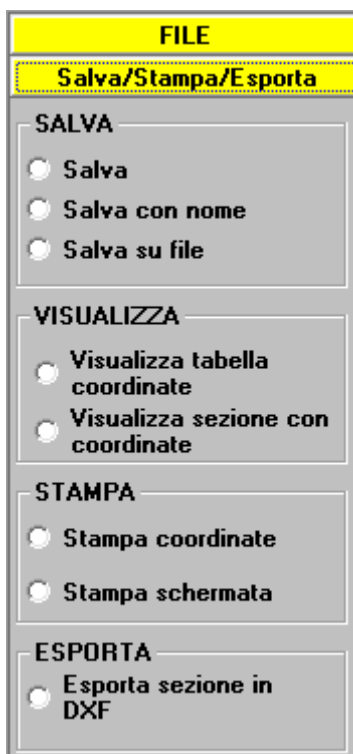 FILE
Salva/Stampa/Esporta
SALVA
Salva
Salva con nome
Salva su file
VISUALIZZA
Visualizza tabella
coordinate
Visualizza sezione con
coordinate
STAMPA
Stampa coordinate
Stampa schermata
ESPORTA
Esporta sezione in
DXF